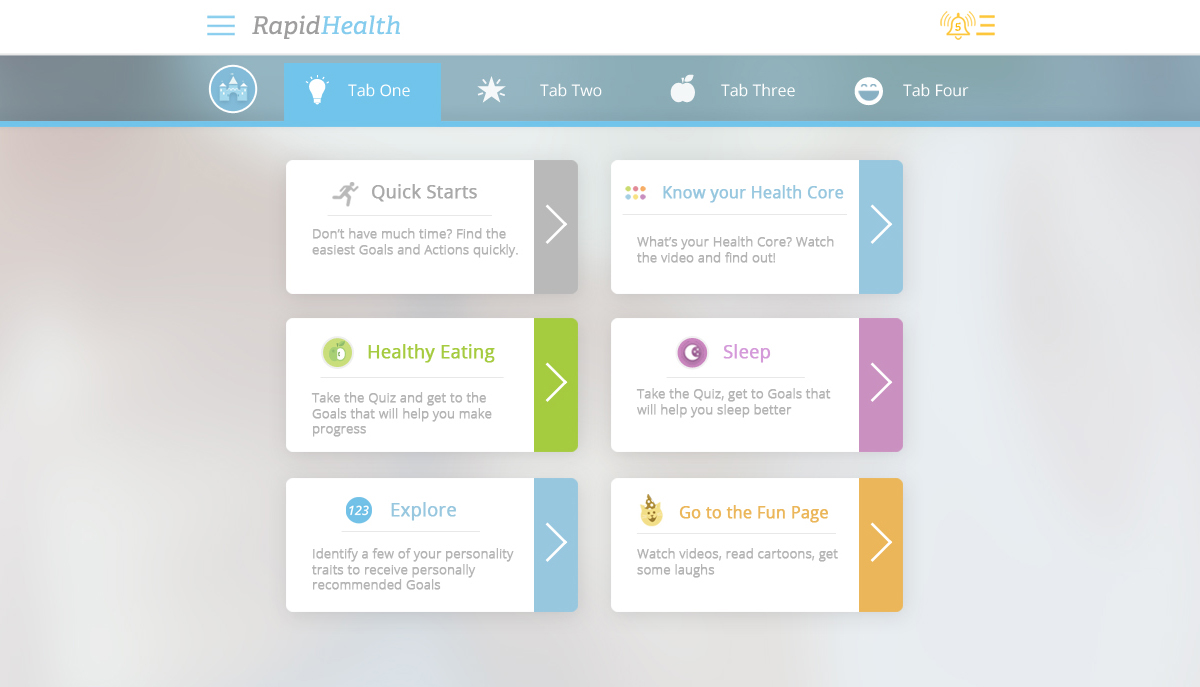 RapidHealth
5
Tab One
Tab Two
Tab Three
Tab Four
Quick Starts
Don't have much time? Find the
easiest Goals and Actions quickly.
Know your Health Core
What's your Health Core? Watch
the video and find out!
Healthy Eating
Take the Quiz and get to the
Goals that will help you make
progress
Sleep
Take the Quiz, get to Goals that
will help you sleep better
123
Explore
Identify a few of your personality
traits to receive personally
recommended Goals
Go to the Fun Page
Watch videos, read cartoons, get
some laughs